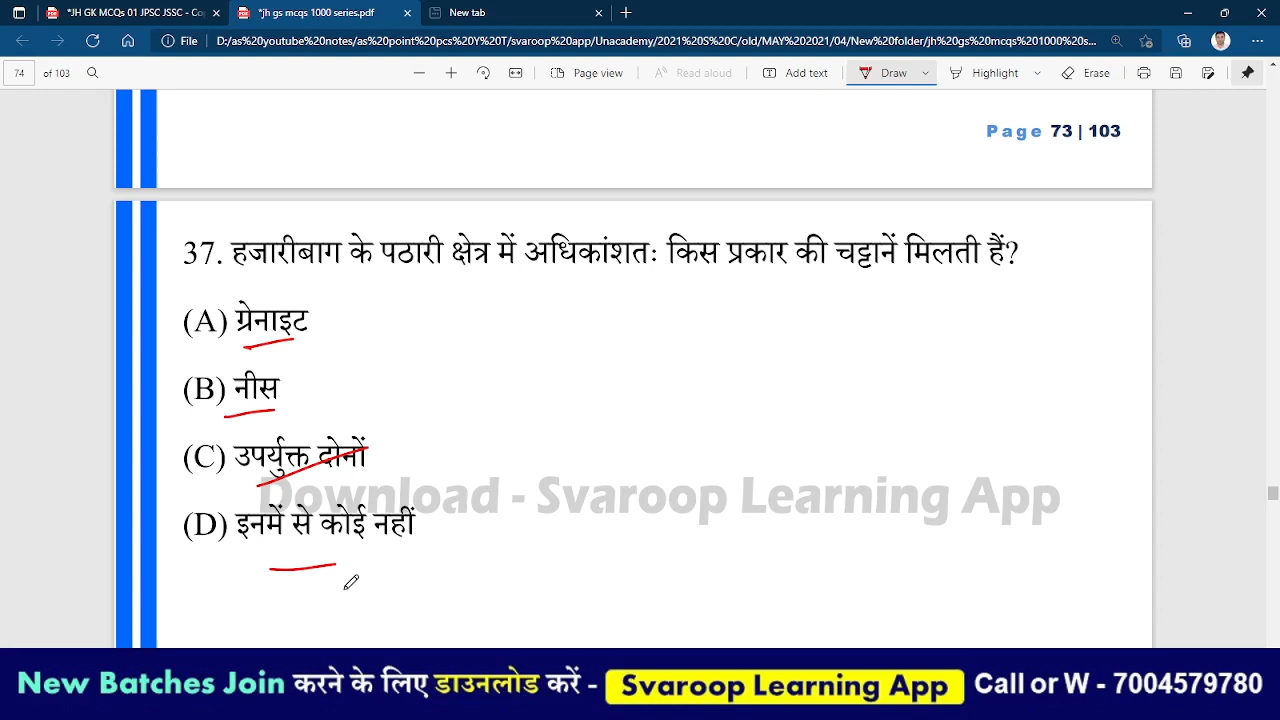 *JH GK MCQs 01 JPSC JSSC - Co
*jh gs mcqs 1000 series.pdf
New tab
File
D:/as%20youtube%20notes/as%20point%20pcs%20Y%20T/svaroop%20app/Unacademy/2021%20S%20C/old/MAY%202021/04/New%20folder/jh%20gs%20mcqs%201000%20s...
74 of 103
Page view
Read aloud
Add text
Draw
Highlight
Erase
Page 73 | 103
37. हजारीबाग के पठारी क्षेत्र में अधिकांशतः किस प्रकार की चट्टानें मिलती हैं?
(A) ग्रेनाइट
(B) नीस
(C) उपर्युक्त दोनों
Download - Svaroop Learning App
(D) इनमें से कोई नहीं
New Batches Join करने के लिए डाउनलोड करें - Svaroop Learning App Call or W - 7004579780